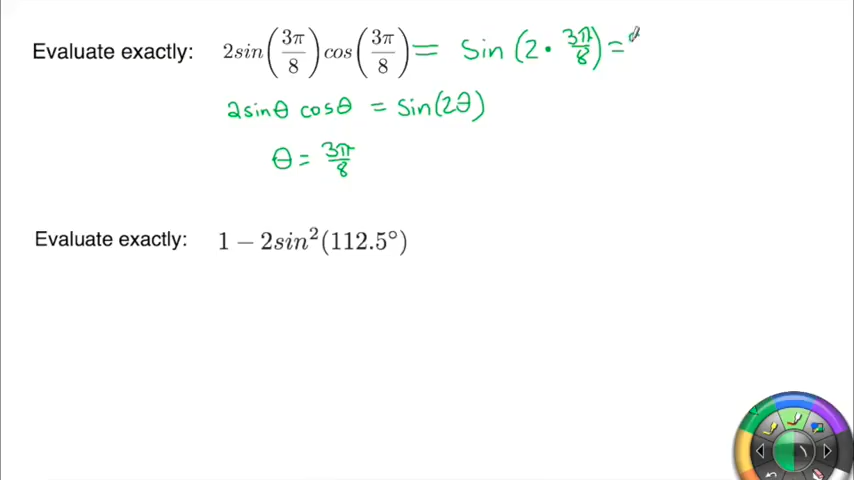 Evaluate exactly: 2sin(3π/8)cos(3π/8) = Sin(2 • 3π/8) =
2sinθ cosθ = Sin(2θ)
θ = 3π/8
Evaluate exactly: 1 − 2sin²(112.5°)